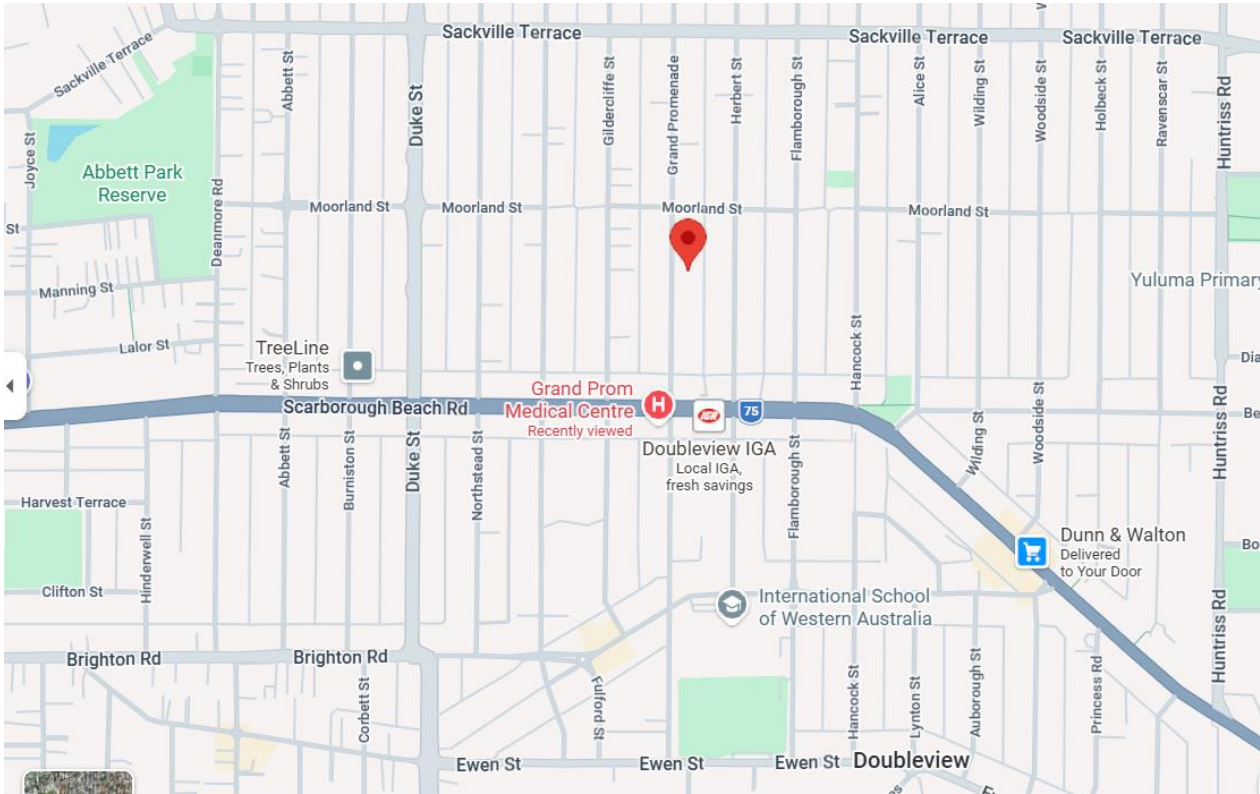 Sackville Terrace
Sackville Terrace
Sackville Terrace
Sackville Terrace
Joyce St
Abbett St
Duke St
Gildercliffe St
Grand Promenade
Herbert St
Flamborough St
Alice St
Wilding St
Woodside St
Holbeck St
Ravenscar St
Huntriss Rd
Abbett Park
Reserve
Deanmore Rd
St
Moorland St
Moorland St
Moorland St
Moorland St
Manning St
Lalor St
Yuluma Primary
TreeLine
Trees, Plants
& Shrubs
Hancock St
Grand Prom
Medical Centre
Recently viewed
H
IGA
75
Scarborough Beach Rd
Doubleview IGA
Local IGA,
fresh savings
Abbett St
Burniston St
Duke St
Northstead St
Flamborough St
Wilding St
Woodside St
Huntriss Rd
Harvest Terrace
Hinderwell St
Clifton St
Dunn & Walton
Delivered
to Your Door
International School
of Western Australia
Brighton Rd
Brighton Rd
Corbett St
Fulford St
Hancock St
Lynton St
Auborough St
Princess Rd
Huntriss Rd
Ewen St
Ewen St
Ewen St
Doubleview